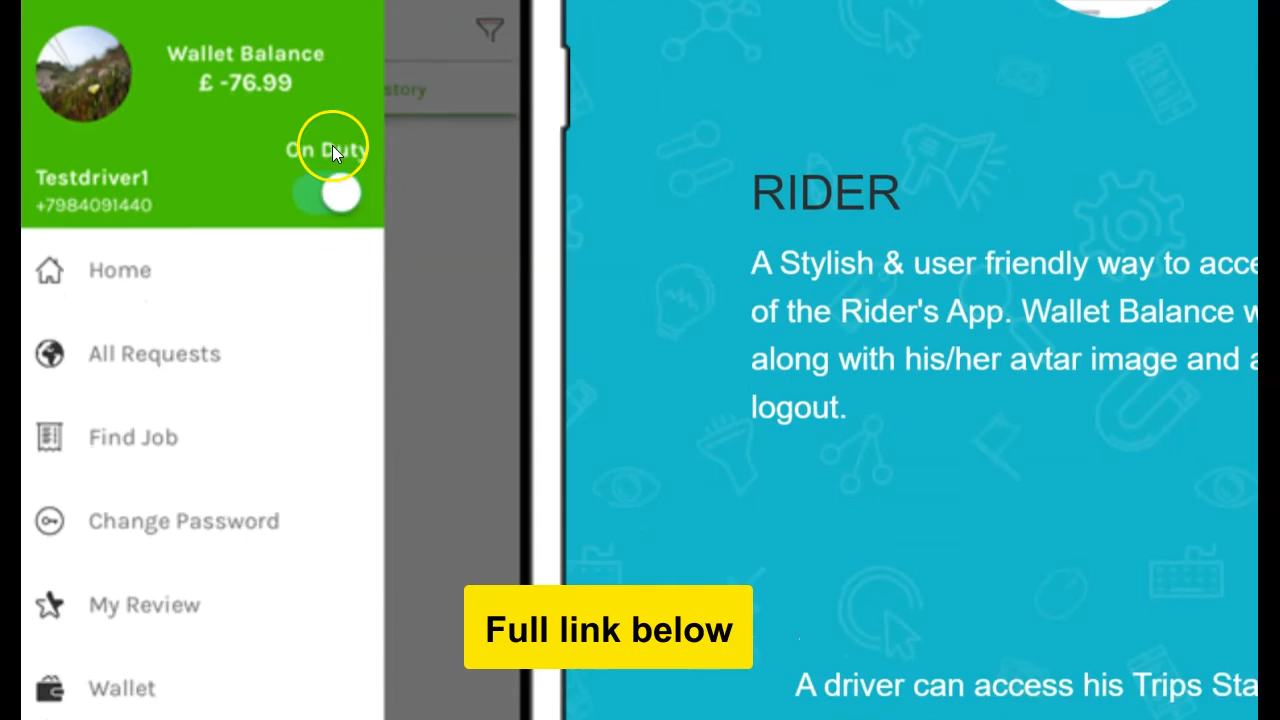 Wallet Balance
£ -76.99
On Duty
Testdriver1
+7984091440
Home
All Requests
Find Job
Change Password
My Review
Wallet
story
RIDER
A Stylish & user friendly way to acce
of the Rider's App. Wallet Balance w
along with his/her avtar image and a
logout.
Full link below
A driver can access his Trips Sta